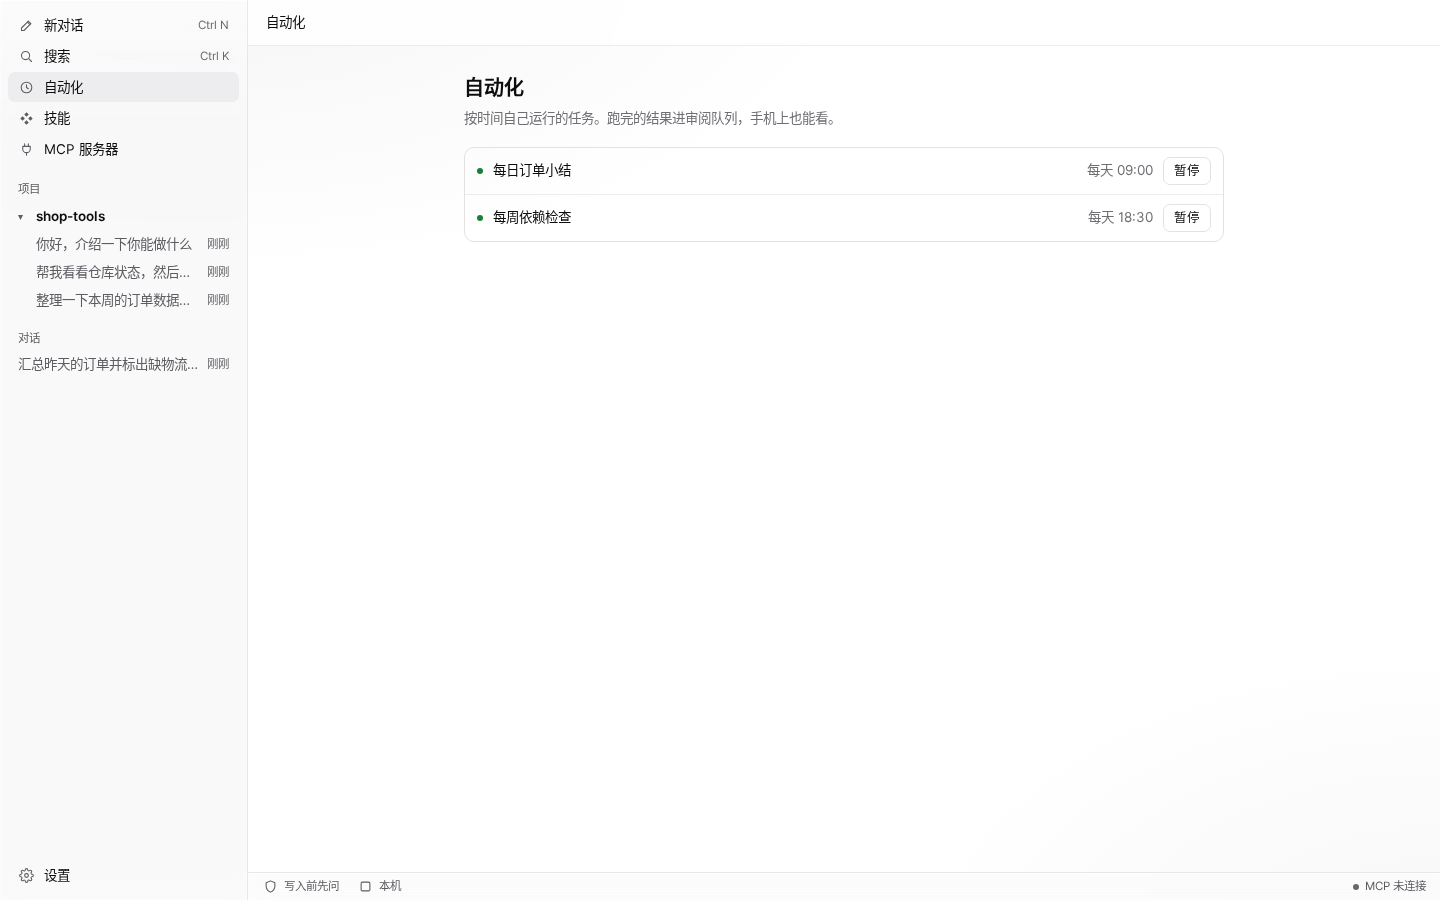 新对话 Ctrl N
搜索 Ctrl K
自动化
技能
MCP 服务器
项目
shop-tools
你好，介绍一下你能做什么 刚刚
帮我看看仓库状态，然后... 刚刚
整理一下本周的订单数据... 刚刚
对话
汇总昨天的订单并标出缺物流... 刚刚
设置
自动化
自动化
按时间自己运行的任务。跑完的结果进审阅队列，手机上也能看。
每日订单小结 每天 09:00 暂停
每周依赖检查 每天 18:30 暂停
写入前先问 本机 MCP 未连接